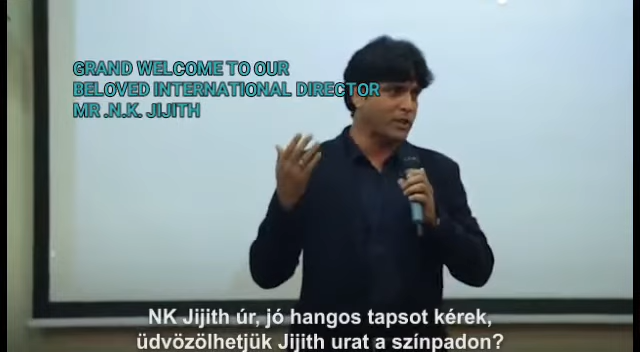 GRAND WELCOME TO OUR
BELOVED INTERNATIONAL DIRECTOR
MR .N.K. JIJITH
NK Jijith úr, jó hangos tapsot kérek,
üdvözölhetjük Jijith urat a színpadon?